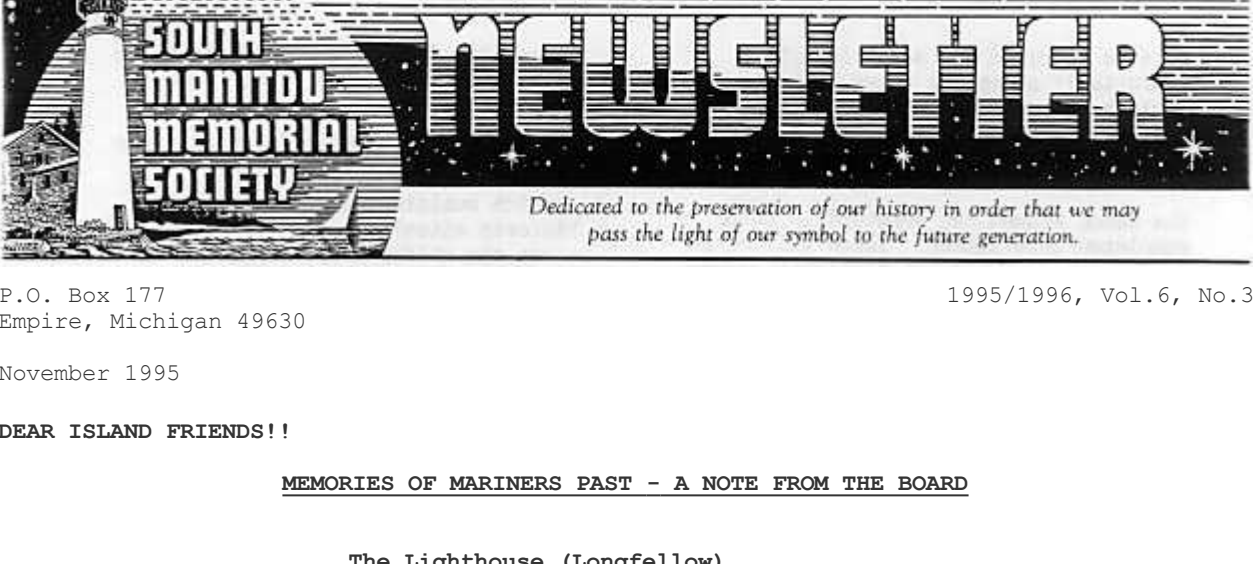 SOUTH
MANITOU
MEMORIAL
SOCIETY
NEWSLETTER
Dedicated to the preservation of our history in order that we may
pass the light of our symbol to the future generation.
P.O. Box 177
1995/1996, Vol.6, No.3
Empire, Michigan 49630
November 1995
DEAR ISLAND FRIENDS!!
MEMORIES OF MARINERS PAST - A NOTE FROM THE BOARD
The Lighthouse (Longfellow)